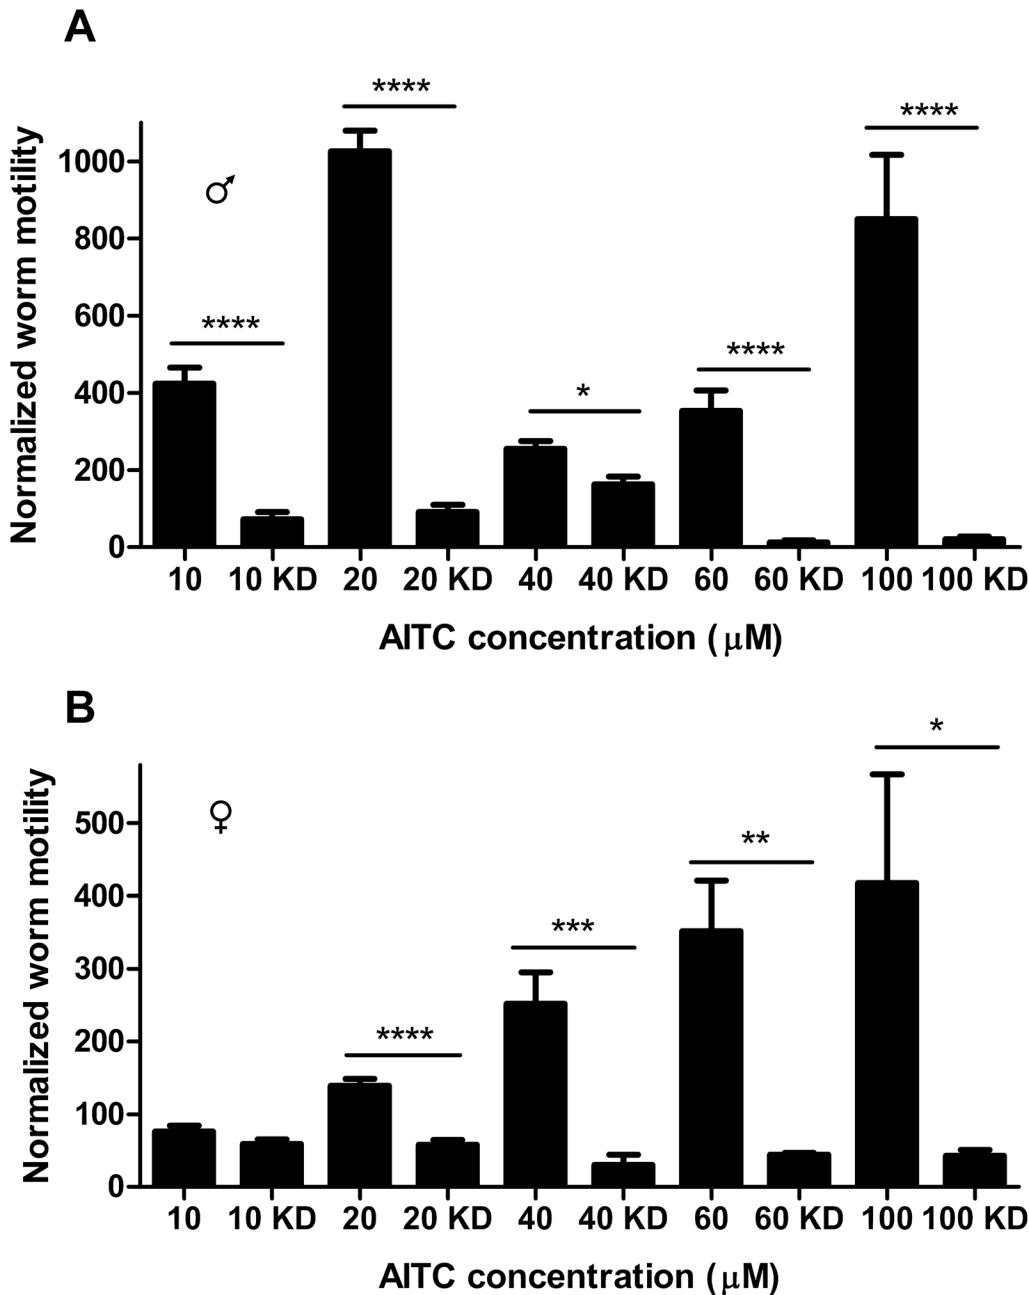 A
Normalized worm motility
1000
800
600
400
200
0
♂
****
****
*
****
****
10 10 KD 20 20 KD 40 40 KD 60 60 KD 100 100 KD
AITC concentration (μM)
B
Normalized worm motility
500
400
300
200
100
0
♀
****
***
**
*
10 10 KD 20 20 KD 40 40 KD 60 60 KD 100 100 KD
AITC concentration (μM)